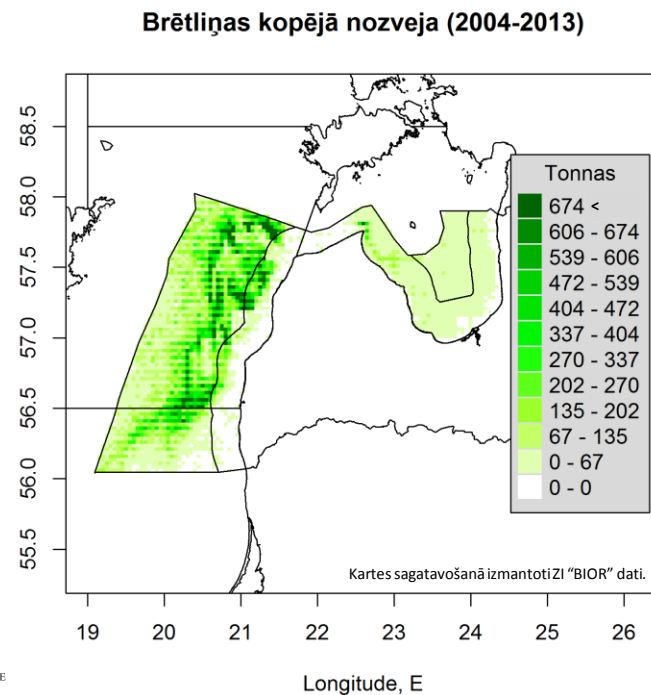 Brētliņas kopējā nozveja (2004-2013)
58.5
58.0
57.5
57.0
56.5
56.0
55.5
Tonnas
674 <
606 - 674
539 - 606
472 - 539
404 - 472
337 - 404
270 - 337
202 - 270
135 - 202
67 - 135
0 - 67
0 - 0
Kartes sagatavošanā izmantoti ZI “BIOR” dati.
19 20 21 22 23 24 25 26
E
Longitude, E